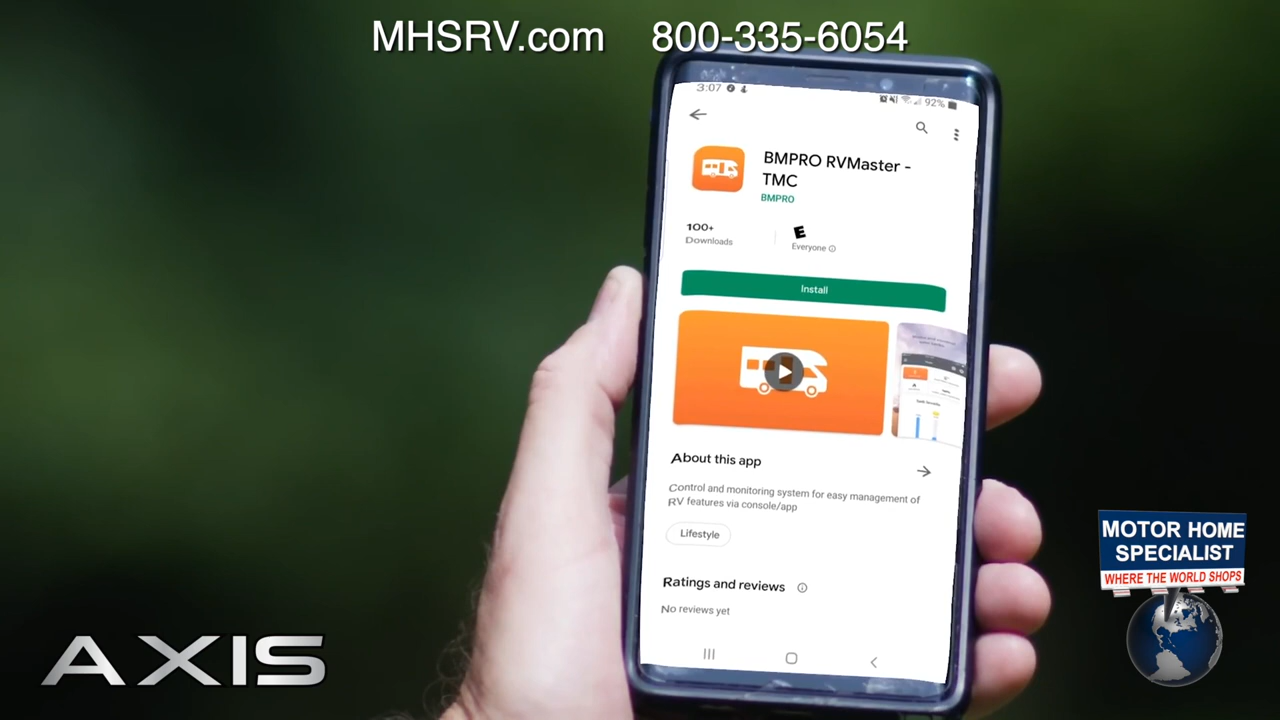 MHSRV.com 800-335-6054
3:07
92%
BMPRO RVMaster -
TMC
BMPRO
100+
Downloads
E
Everyone
Install
About this app
Control and monitoring system for easy management of
RV features via console/app
Lifestyle
Ratings and reviews
No reviews yet
AXIS
MOTOR HOME
SPECIALIST
WHERE THE WORLD SHOPS